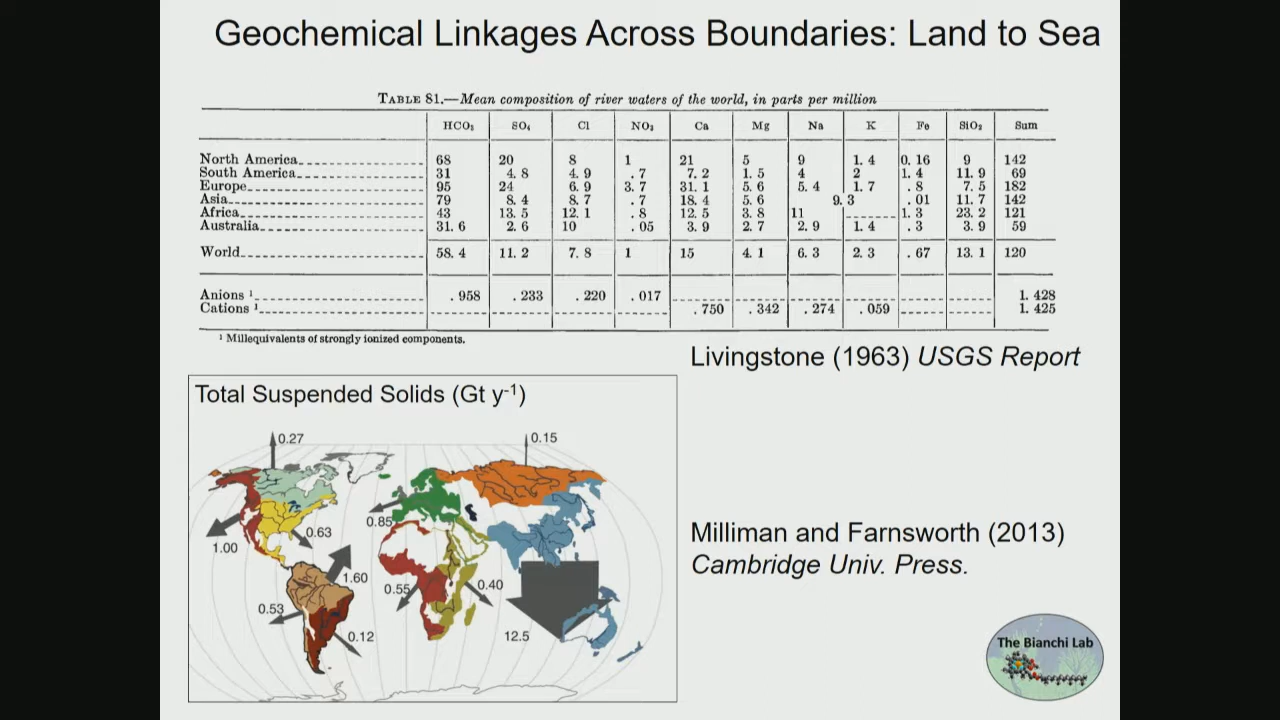 Geochemical Linkages Across Boundaries: Land to Sea
TABLE 81.—Mean composition of river waters of the world, in parts per million
HCO₃ SO₄ Cl NO₃ Ca Mg Na K Fe SiO₂ Sum
North America 68 20 8 1 21 5 9 1. 4 0. 16 9 142
South America 31 4. 8 4. 9 . 7 7. 2 1. 5 4 2 1. 4 11. 9 69
Europe 95 24 6. 9 3. 7 31. 1 5. 6 5. 4 1. 7 . 8 7. 5 182
Asia 79 8. 4 8. 7 . 7 18. 4 5. 6 9. 3 . 01 11. 7 142
Africa 43 13. 5 12. 1 . 8 12. 5 3. 8 11 1. 3 23. 2 121
Australia 31. 6 2. 6 10 . 05 3. 9 2. 7 2. 9 1. 4 . 3 3. 9 59
World 58. 4 11. 2 7. 8 1 15 4. 1 6. 3 2. 3 . 67 13. 1 120
Anions ¹ . 958 . 233 . 220 . 017 1. 428
Cations ¹ . 750 . 342 . 274 . 059 1. 425
¹ Millequivalents of strongly ionized components.
Livingstone (1963) USGS Report
Total Suspended Solids (Gt y⁻¹)
0.27
0.15
0.85
0.63
1.00
1.60
0.55
0.40
0.53
0.12
12.5
Milliman and Farnsworth (2013)
Cambridge Univ. Press.
The Bianchi Lab